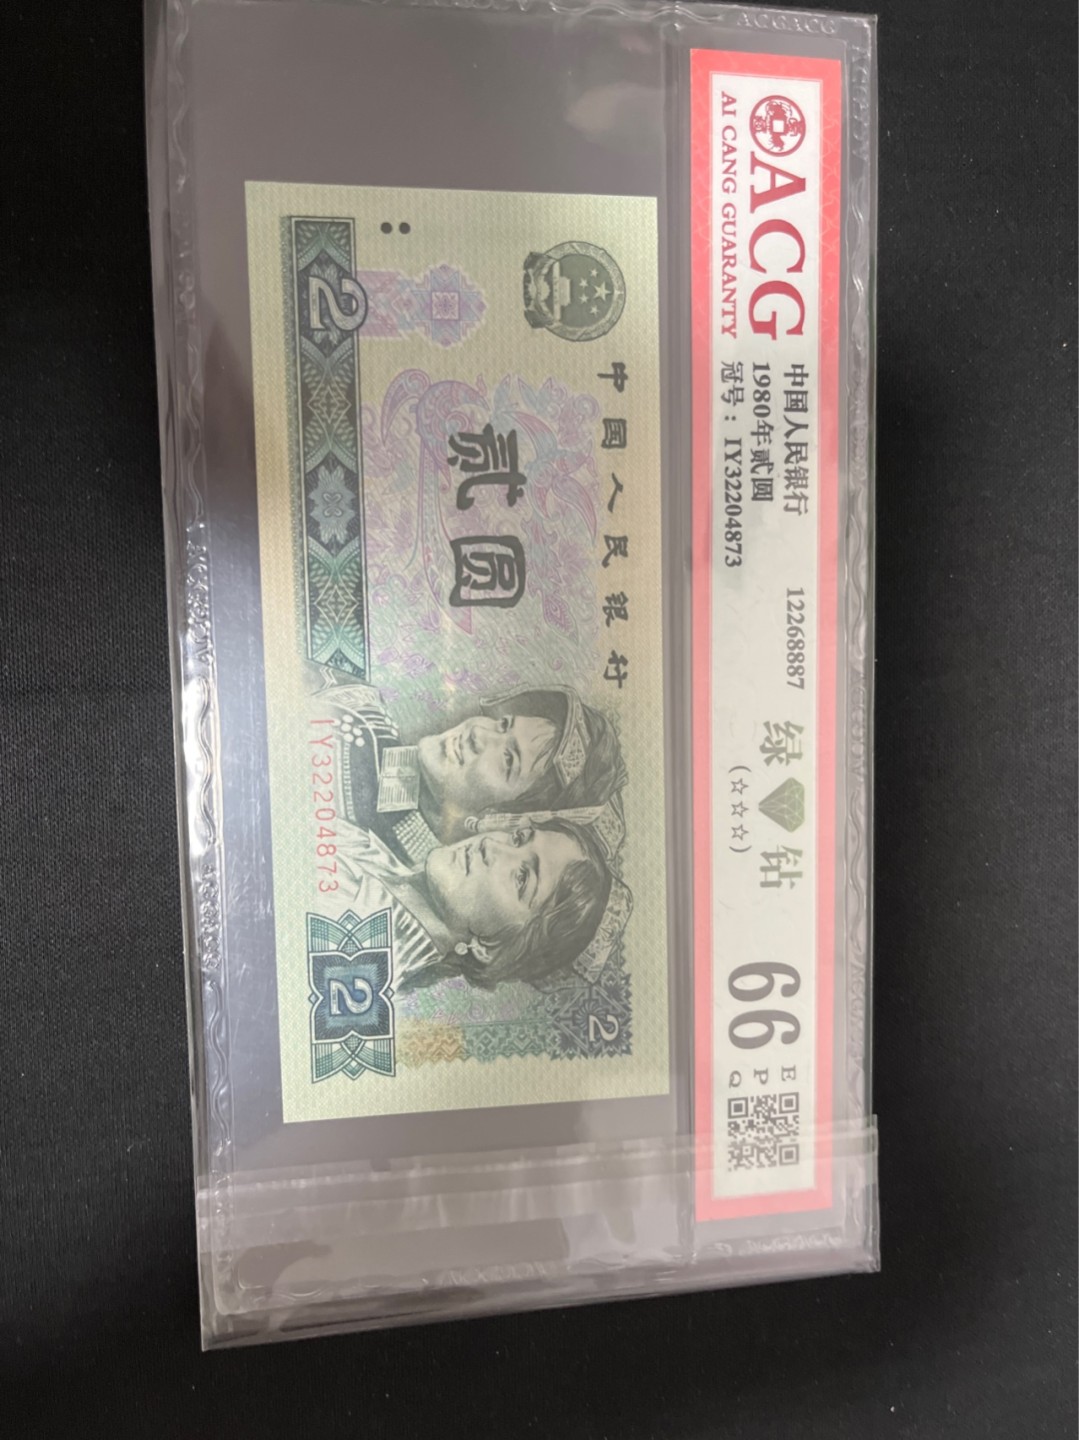 ACGACG
ACG
AI CANG GUARANTY
中国人民银行
12268887
1980年贰圆
冠号：IY32204873
绿钻
(☆☆☆)
66
E
P
Q
中国人民银行
贰圆
2
2
2
IY32204873